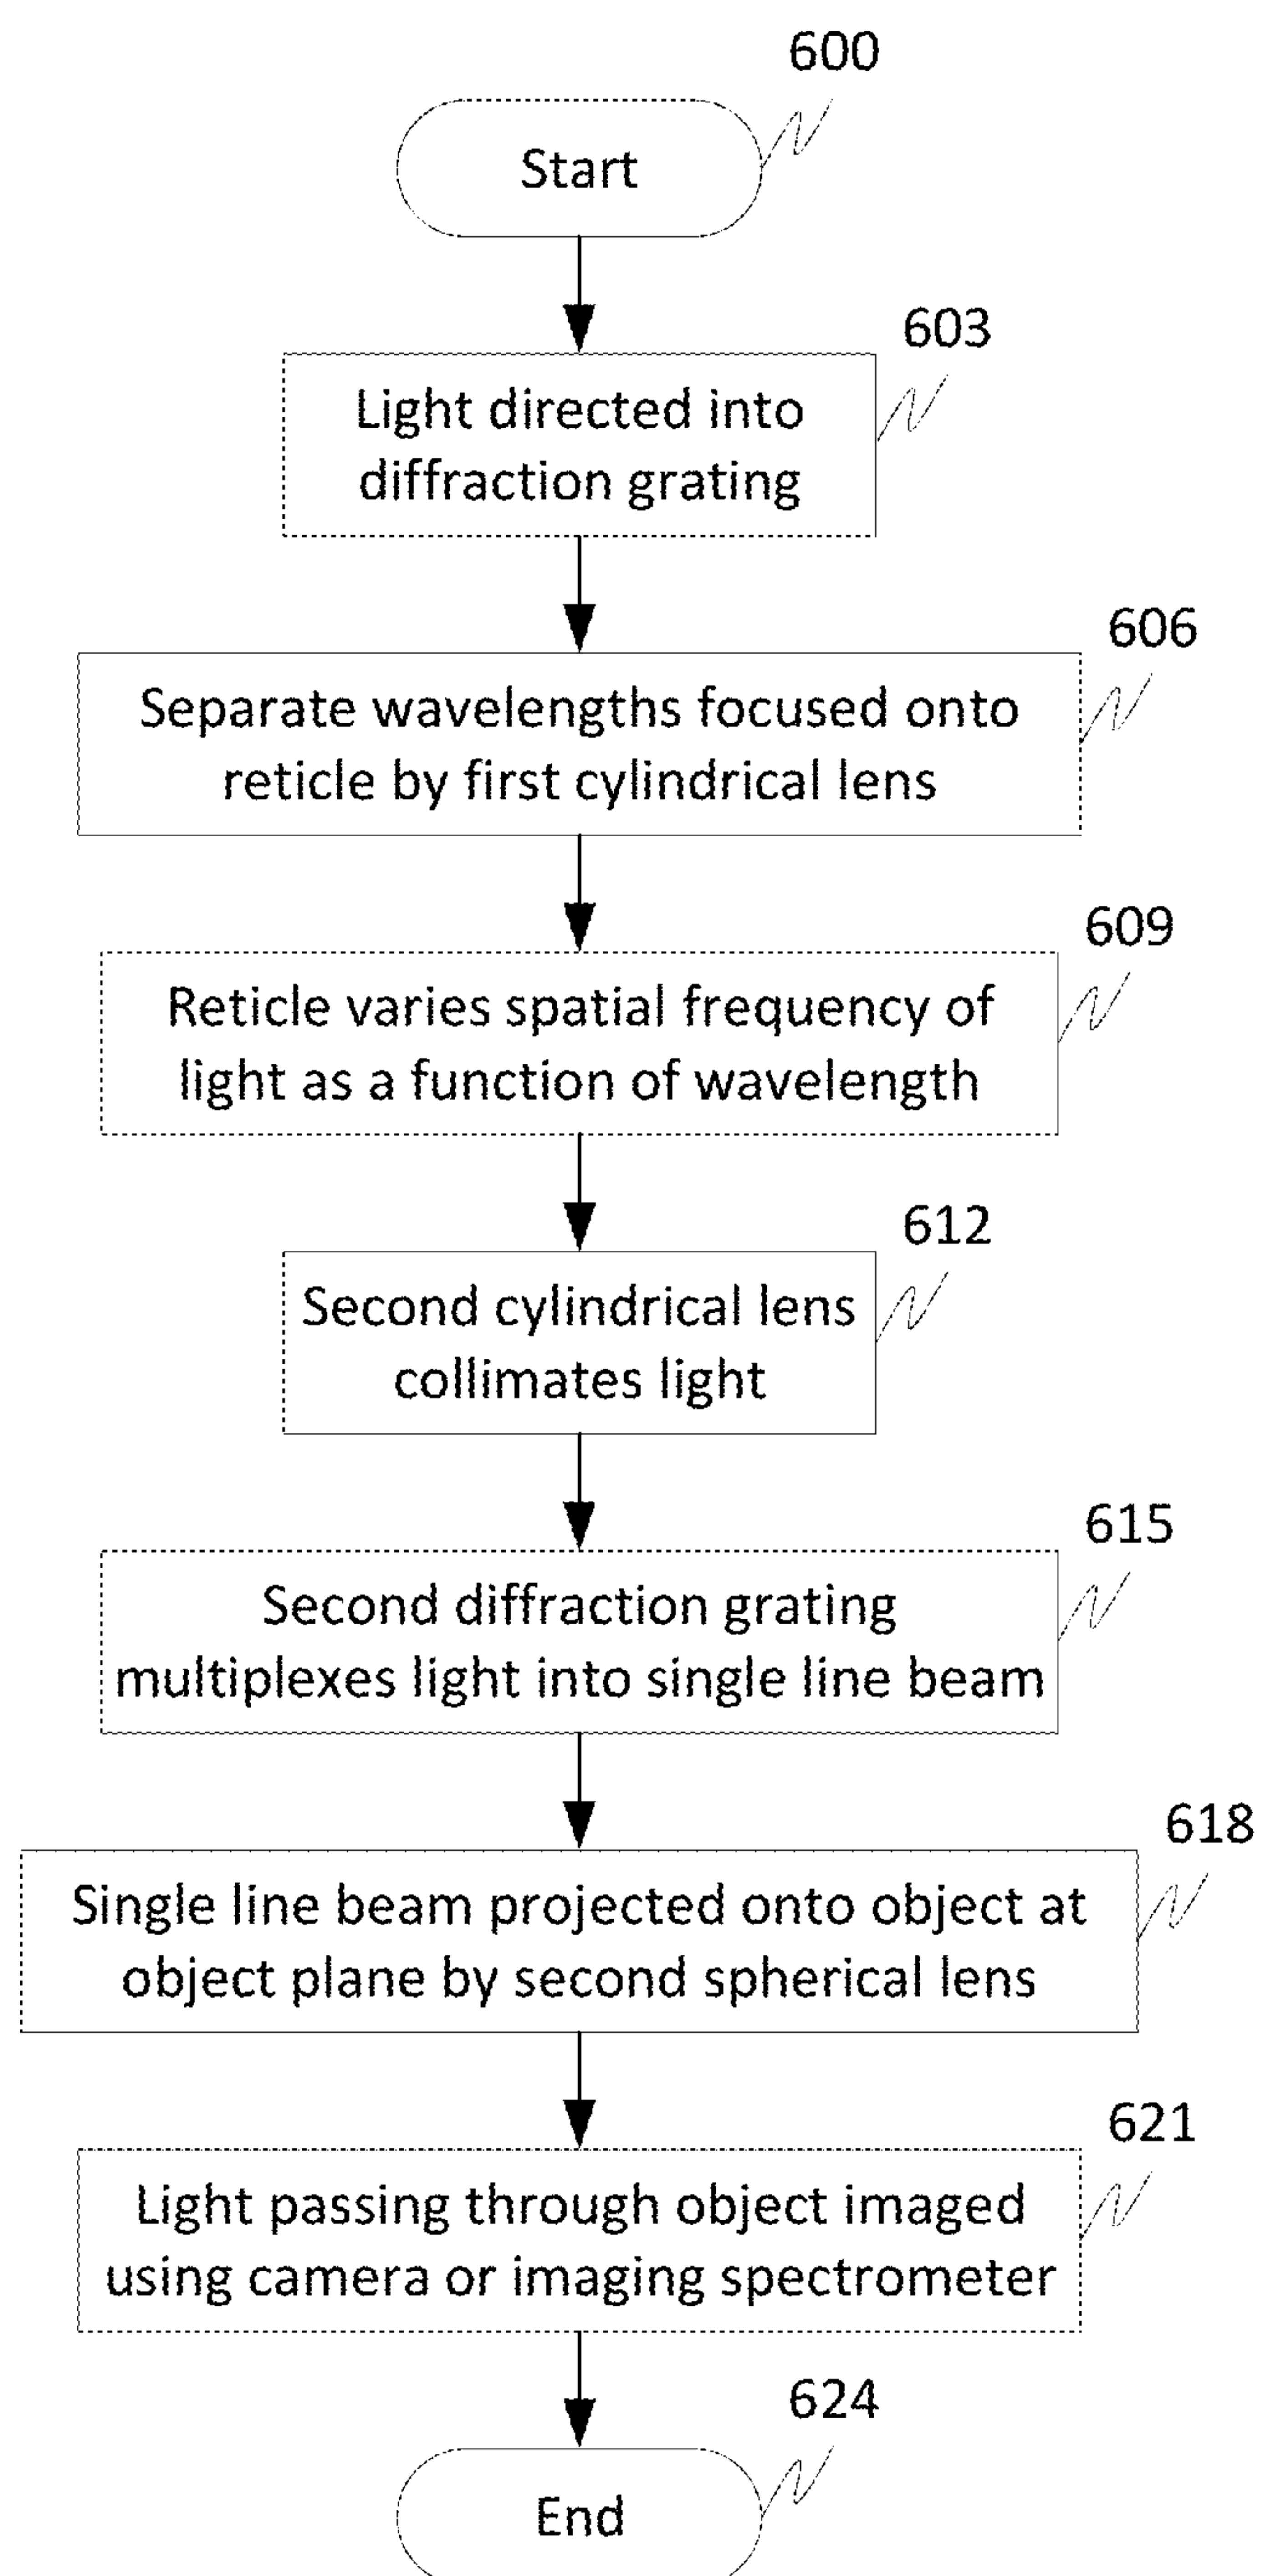 600
Start
603
Light directed into
diffraction grating
606
Separate wavelengths focused onto
reticle by first cylindrical lens
609
Reticle varies spatial frequency of
light as a function of wavelength
612
Second cylindrical lens
collimates light
615
Second diffraction grating
multiplexes light into single line beam
618
Single line beam projected onto object at
object plane by second spherical lens
621
Light passing through object imaged
using camera or imaging spectrometer
624
End